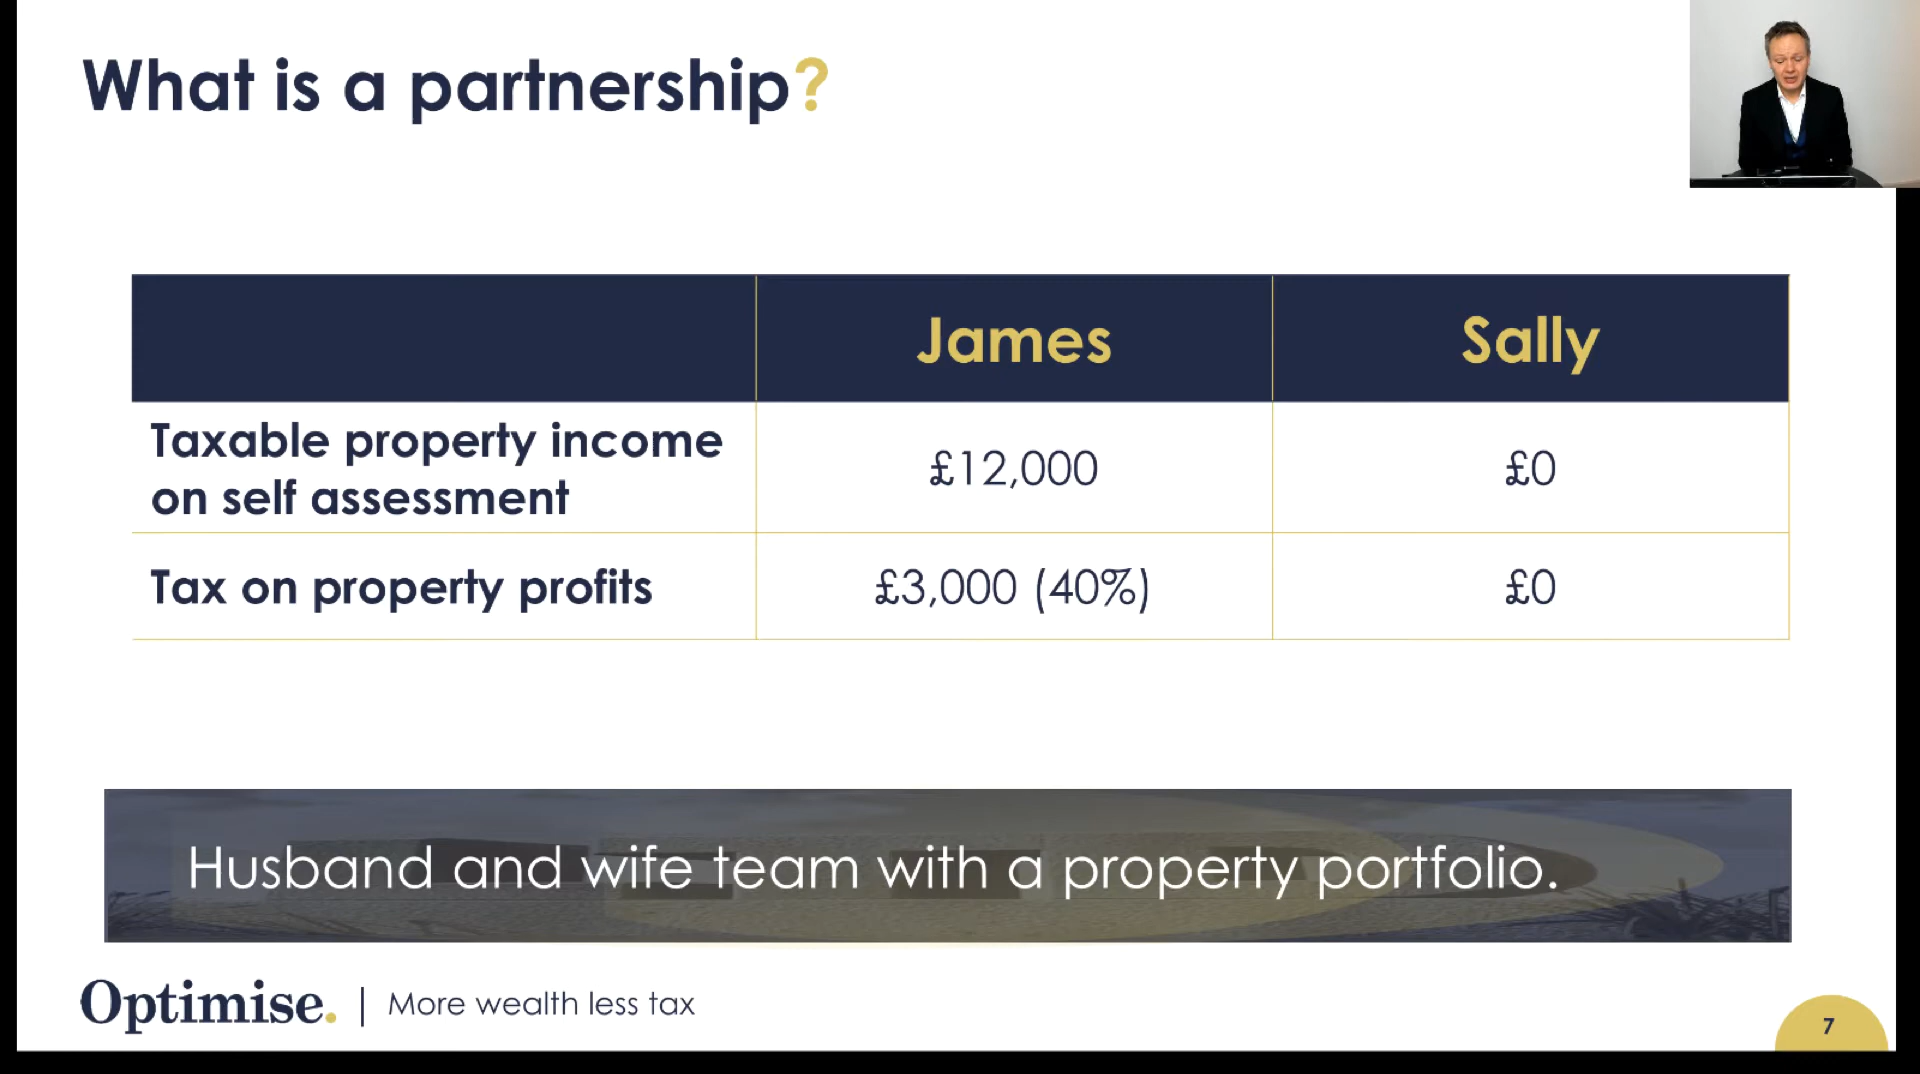 What is a partnership?
James
Sally
Taxable property income
on self assessment
£12,000
£0
Tax on property profits
£3,000 (40%)
£0
Husband and wife team with a property portfolio.
Optimise. | More wealth less tax
7